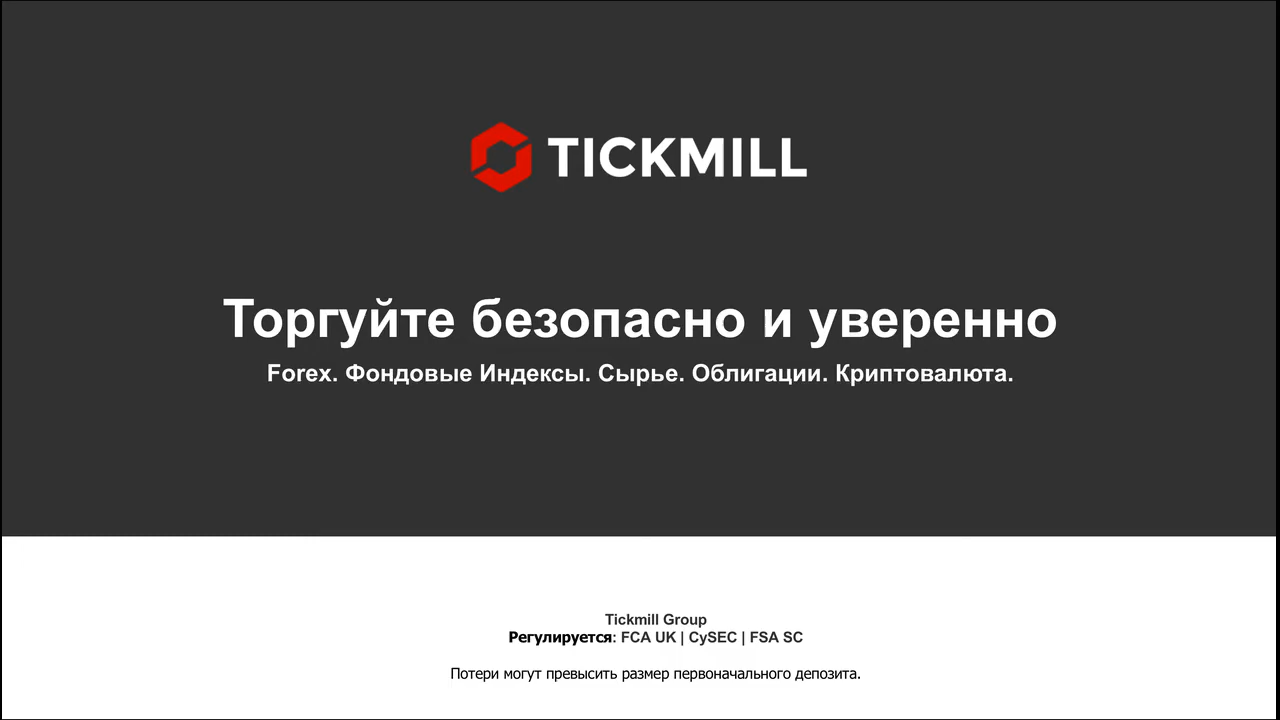 TICKMILL
Торгуйте безопасно и уверенно
Forex. Фондовые Индексы. Сырье. Облигации. Криптовалюта.
Tickmill Group
Регулируется: FCA UK | CySEC | FSA SC
Потери могут превысить размер первоначального депозита.